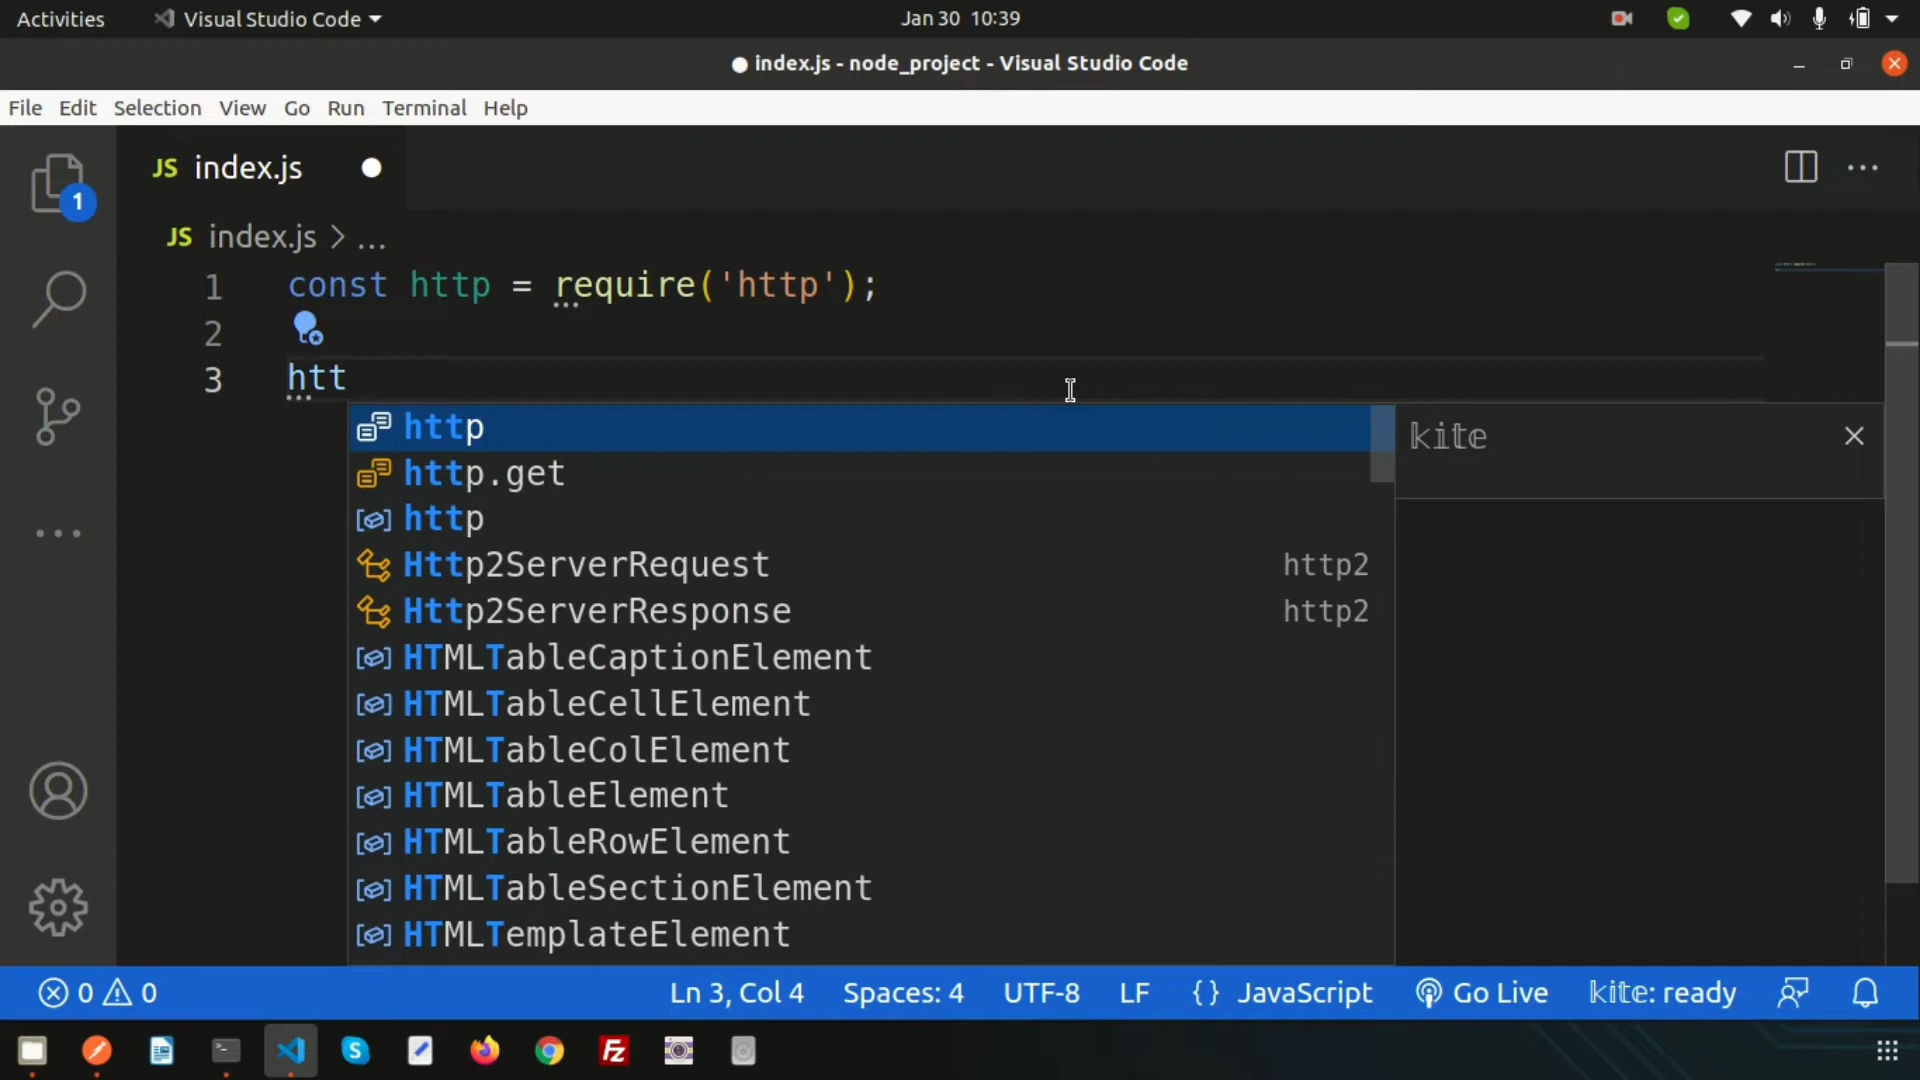 Activities Visual Studio Code Jan 30 10:39
index.js - node_project - Visual Studio Code
File Edit Selection View Go Run Terminal Help
1
JS index.js
JS index.js > ...
1 const http = require('http');
2
3 htt
http
http.get
http
Http2ServerRequest http2
Http2ServerResponse http2
HTMLTableCaptionElement
HTMLTableCellElement
HTMLTableColElement
HTMLTableElement
HTMLTableRowElement
HTMLTableSectionElement
HTMLTemplateElement
kite
0 0 Ln 3, Col 4 Spaces: 4 UTF-8 LF {} JavaScript Go Live kite: ready